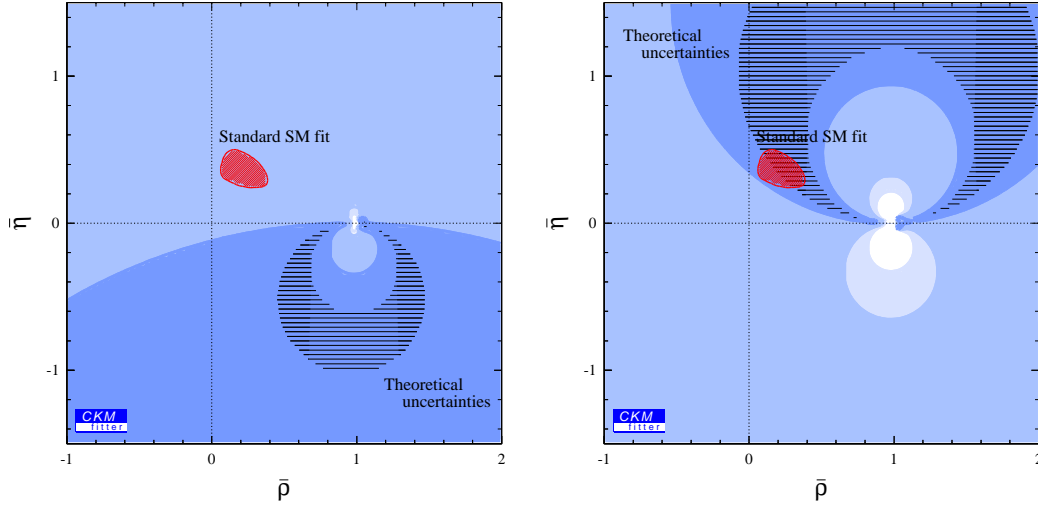 1
0
-1
-1
0
1
2
η̄
ρ̄
Standard SM fit
Theoretical
uncertainties
CKM
fitter
1
0
-1
-1
0
1
2
η̄
ρ̄
Theoretical
uncertainties
Standard SM fit
CKM
fitter